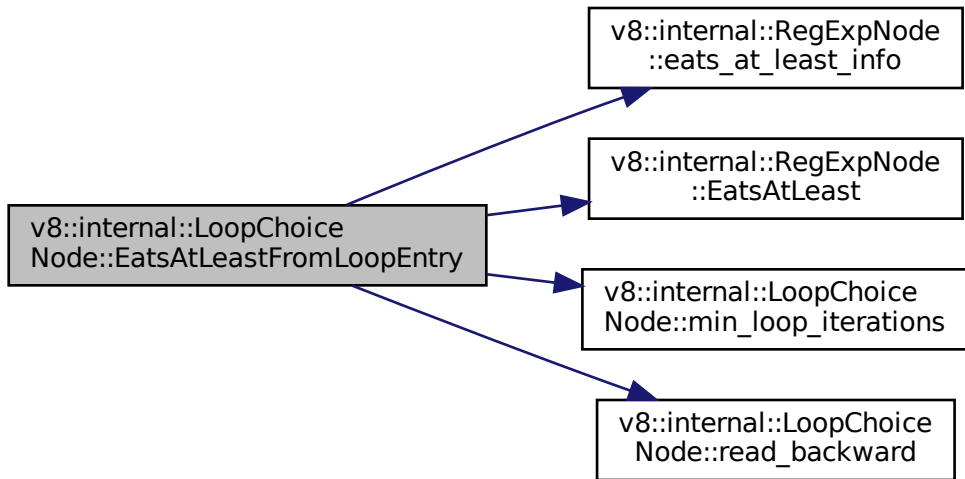 v8::internal::RegExpNode
::eats_at_least_info
v8::internal::RegExpNode
::EatsAtLeast
v8::internal::LoopChoice
Node::EatsAtLeastFromLoopEntry
v8::internal::LoopChoice
Node::min_loop_iterations
v8::internal::LoopChoice
Node::read_backward